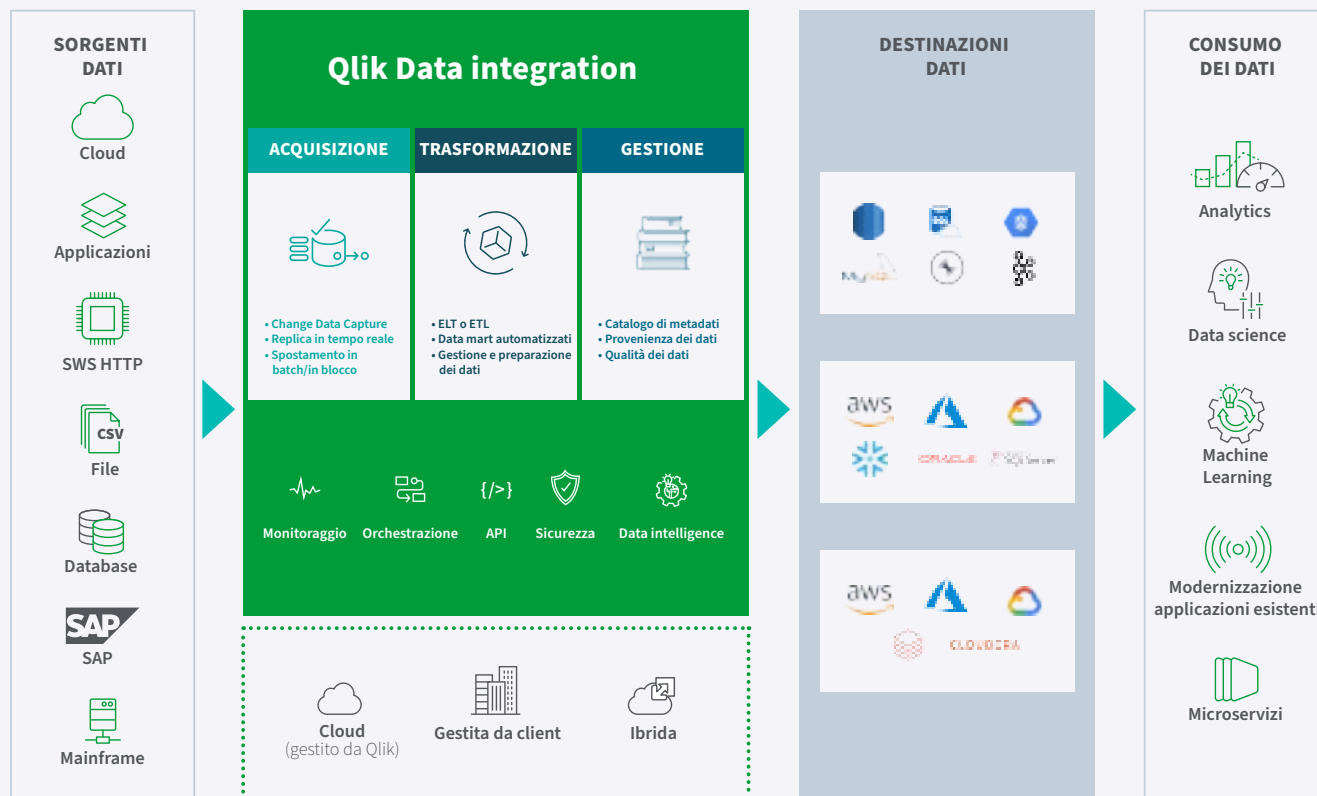 SORGENTI
DATI
Cloud
Applicazioni
SWS HTTP
CSV
File
Database
SAP
SAP
Mainframe
Qlik Data integration
ACQUISIZIONE
• Change Data Capture
• Replica in tempo reale
• Spostamento in
batch/in blocco
TRASFORMAZIONE
• ELT o ETL
• Data mart automatizzati
• Gestione e preparazione
dei dati
GESTIONE
• Catalogo di metadati
• Provenienza dei dati
• Qualità dei dati
{/>}
Monitoraggio
Orchestrazione
API
Sicurezza
Data intelligence
Cloud
(gestito da Qlik)
Gestita da client
Ibrida
DESTINAZIONI
DATI
MySQL
aws
ORACLE
SQL Server
aws
CLOUDERA
CONSUMO
DEI DATI
Analytics
Data science
Machine
Learning
Modernizzazione
applicazioni esistenti
Microservizi